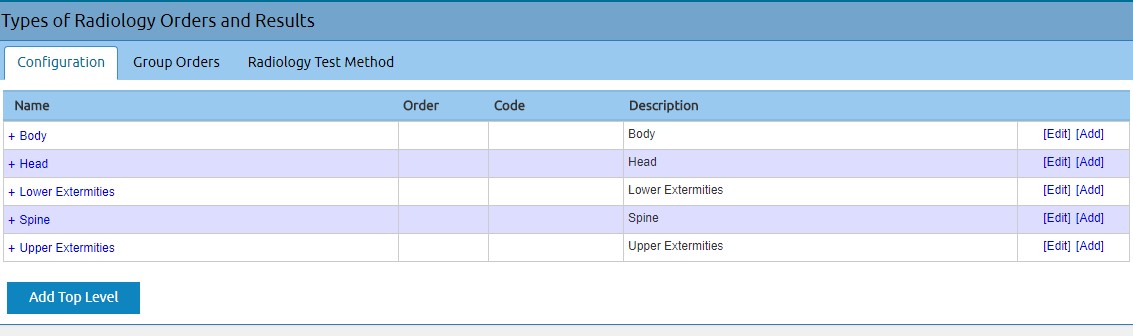 Types of Radiology Orders and Results
Configuration Group Orders Radiology Test Method
Name Order Code Description
+ Body Body [Edit] [Add]
+ Head Head [Edit] [Add]
+ Lower Extermities Lower Extermities [Edit] [Add]
+ Spine Spine [Edit] [Add]
+ Upper Extermities Upper Extermities [Edit] [Add]
Add Top Level